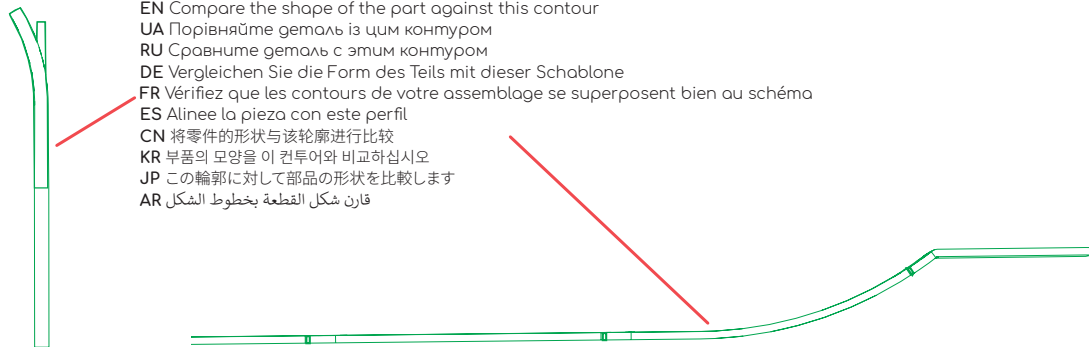 EN Compare the shape of the part against this contour
UA Порівняйте деталь із цим контуром
RU Сравните деталь с этим контуром
DE Vergleichen Sie die Form des Teils mit dieser Schablone
FR Vérifiez que les contours de votre assemblage se superposent bien au schéma
ES Alinee la pieza con este perfil
CN 将零件的形状与该轮廓进行比较
KR 부품의 모양을 이 컨투어와 비교하십시오
JP この輪郭に対して部品の形状を比較します
AR قارن شكل القطعة بخطوط الشكل